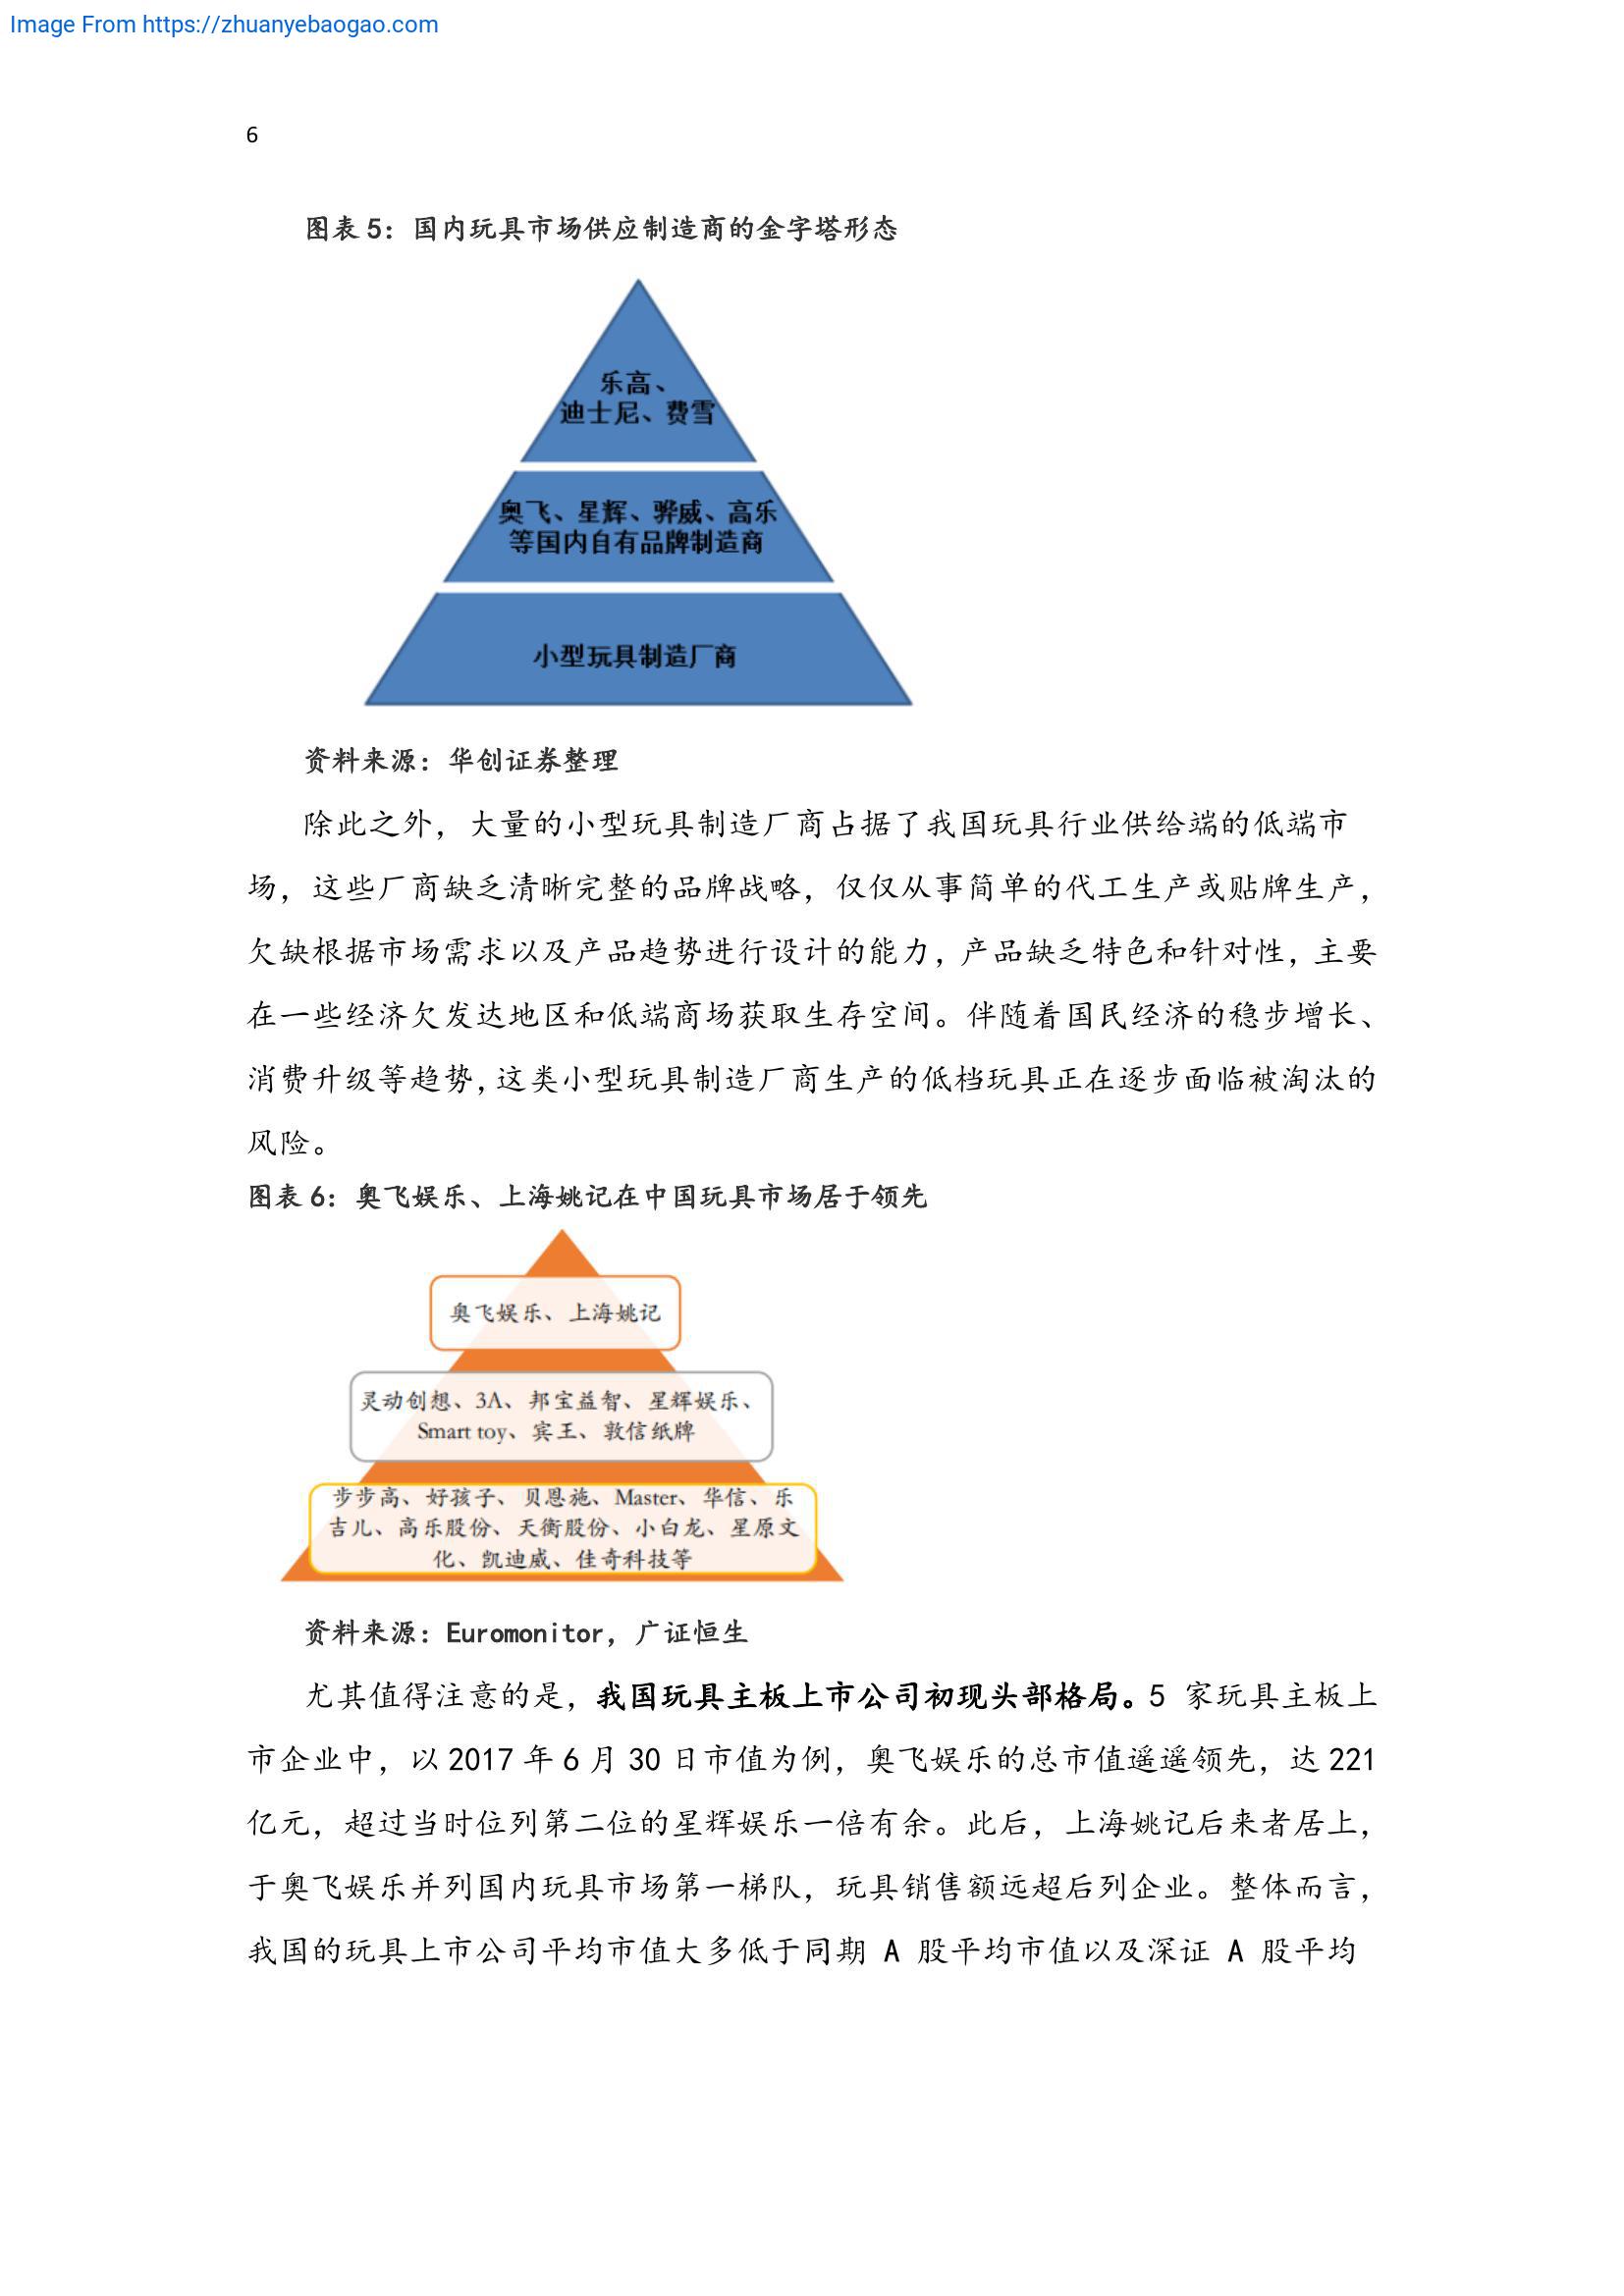 Image From https://zhuanyebaogao.com
6
图表 5：国内玩具市场供应制造商的金字塔形态
乐高、
迪士尼、费雪
奥飞、星辉、骅威、高乐
等国内自有品牌制造商
小型玩具制造厂商
资料来源：华创证券整理
除此之外，大量的小型玩具制造厂商占据了我国玩具行业供给端的低端市
场，这些厂商缺乏清晰完整的品牌战略，仅仅从事简单的代工生产或贴牌生产，
欠缺根据市场需求以及产品趋势进行设计的能力，产品缺乏特色和针对性，主要
在一些经济欠发达地区和低端商场获取生存空间。伴随着国民经济的稳步增长、
消费升级等趋势，这类小型玩具制造厂商生产的低档玩具正在逐步面临被淘汰的
风险。
图表 6：奥飞娱乐、上海姚记在中国玩具市场居于领先
奥飞娱乐、上海姚记
灵动创想、3A、邦宝益智、星辉娱乐、
Smart toy、宾王、敦信纸牌
步步高、好孩子、贝恩施、Master、华信、乐
吉儿、高乐股份、天衡股份、小白龙、星原文
化、凯迪威、佳奇科技等
资料来源：Euromonitor，广证恒生
尤其值得注意的是，我国玩具主板上市公司初现头部格局。5 家玩具主板上
市企业中，以 2017 年 6 月 30 日市值为例，奥飞娱乐的总市值遥遥领先，达 221
亿元，超过当时位列第二位的星辉娱乐一倍有余。此后，上海姚记后来者居上，
于奥飞娱乐并列国内玩具市场第一梯队，玩具销售额远超后列企业。整体而言，
我国的玩具上市公司平均市值大多低于同期 A 股平均市值以及深证 A 股平均